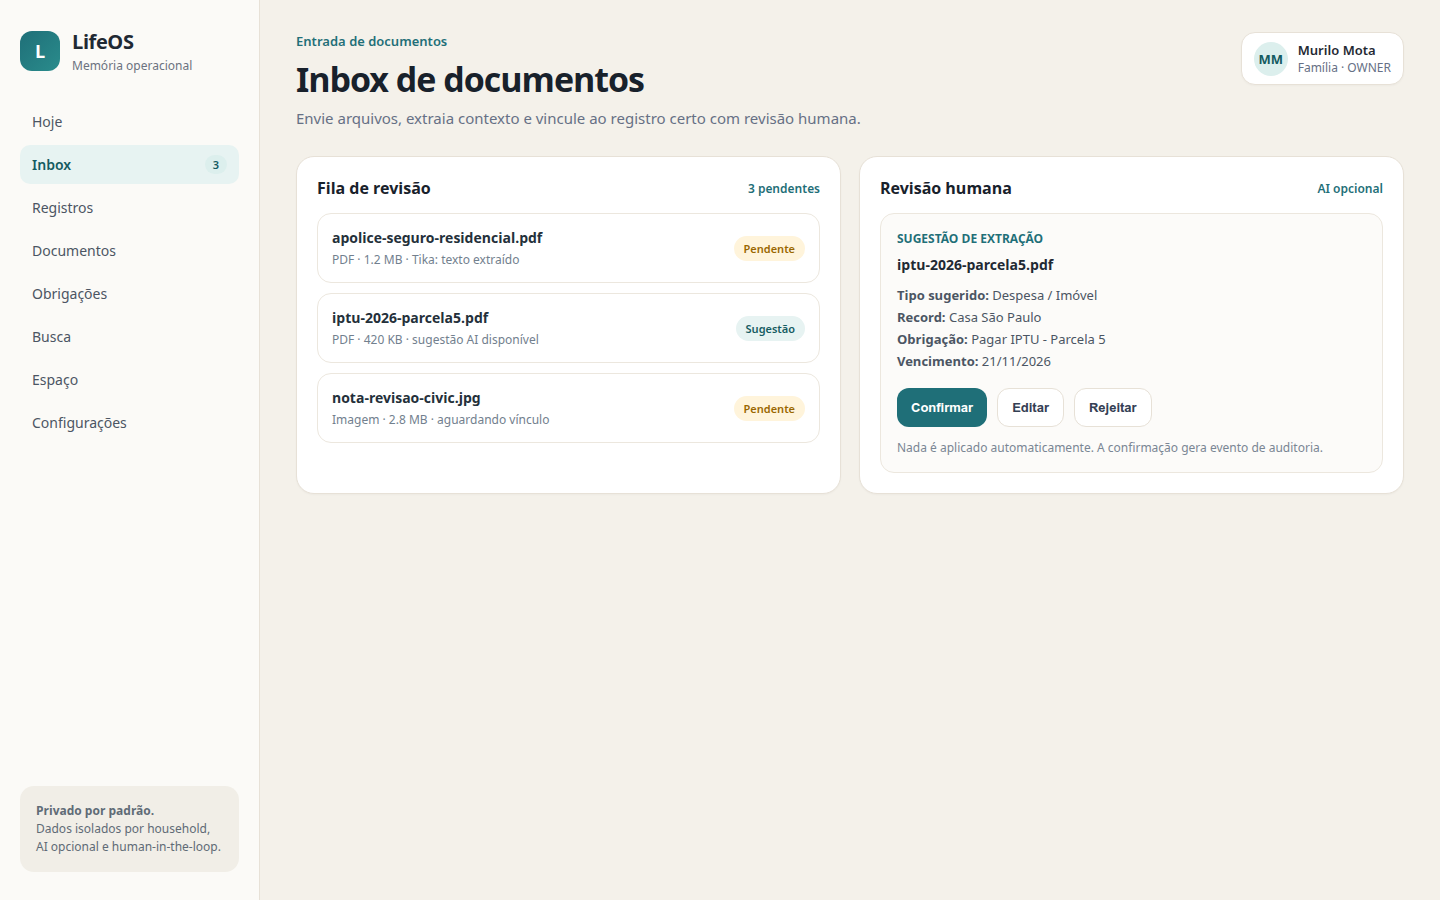 L
LifeOS
Memória operacional
Hoje
Inbox 3
Registros
Documentos
Obrigações
Busca
Espaço
Configurações
Privado por padrão.
Dados isolados por household,
AI opcional e human-in-the-loop.
Entrada de documentos
Inbox de documentos
Envie arquivos, extraia contexto e vincule ao registro certo com revisão humana.
MM
Murilo Mota
Família · OWNER
Fila de revisão
3 pendentes
apolice-seguro-residencial.pdf
PDF · 1.2 MB · Tika: texto extraído
Pendente
iptu-2026-parcela5.pdf
PDF · 420 KB · sugestão AI disponível
Sugestão
nota-revisao-civic.jpg
Imagem · 2.8 MB · aguardando vínculo
Pendente
Revisão humana
AI opcional
SUGESTÃO DE EXTRAÇÃO
iptu-2026-parcela5.pdf
Tipo sugerido: Despesa / Imóvel
Record: Casa São Paulo
Obrigação: Pagar IPTU - Parcela 5
Vencimento: 21/11/2026
Confirmar
Editar
Rejeitar
Nada é aplicado automaticamente. A confirmação gera evento de auditoria.